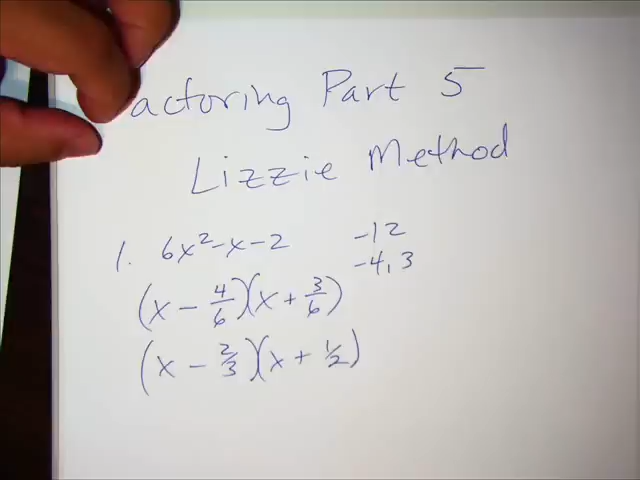 actoring Part 5
Lizzie Method
1. 6x² - x - 2 -12
-4, 3
(x - 4/6)(x + 3/6)
(x - 2/3)(x + 1/2)